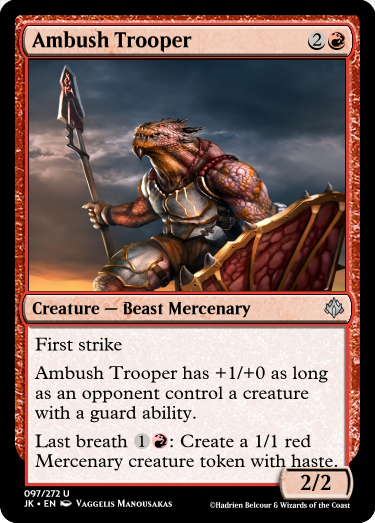 Ambush Trooper 2
Creature — Beast Mercenary
First strike
Ambush Trooper has +1/+0 as long
as an opponent control a creature
with a guard ability.
Last breath 1 : Create a 1/1 red
Mercenary creature token with haste.
2/2
097/272 U
JK • EN Vaggelis Manousakas
©Hadrien Belcour & Wizards of the Coast